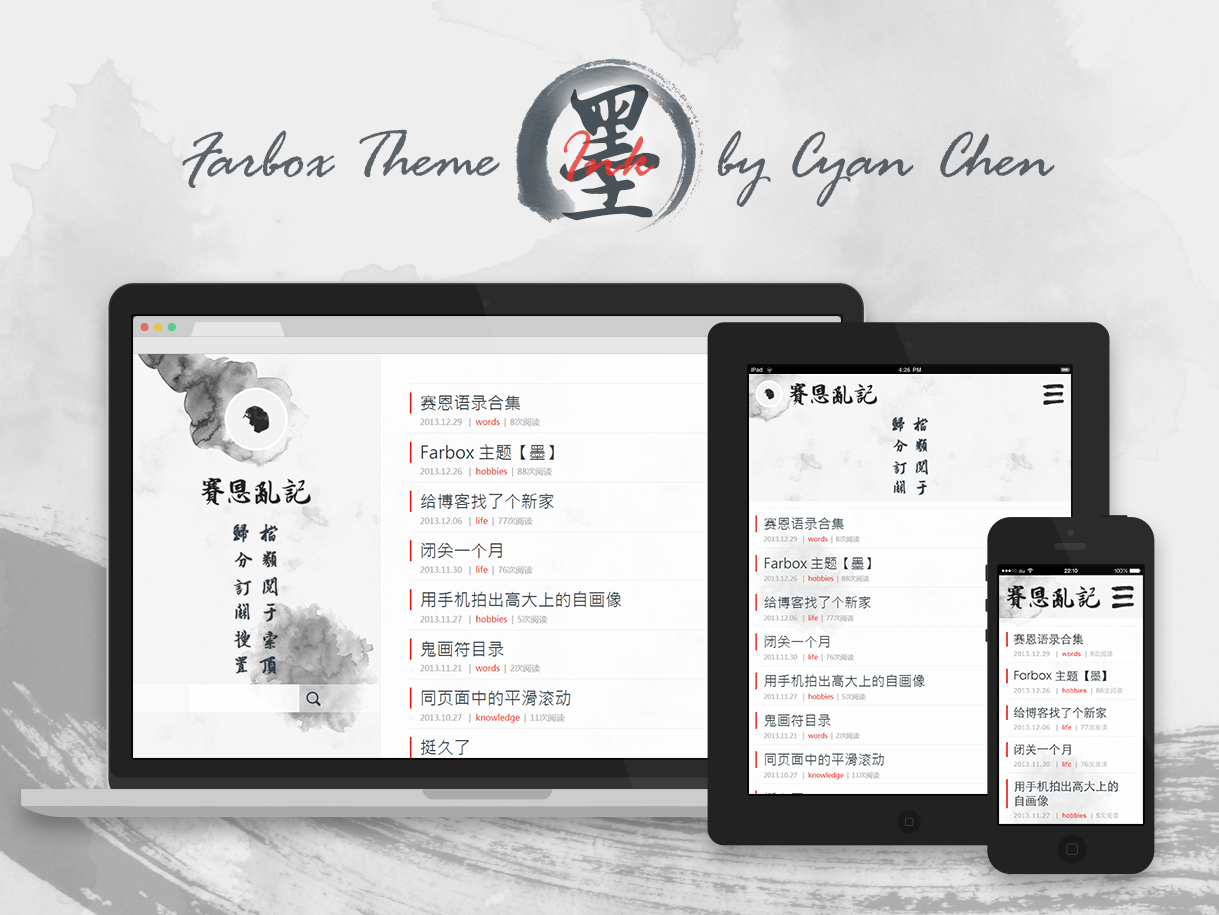 Farbox Theme 墨 Ink by Cyan Chen
賽恩亂記
歸檔
分類
訂閱
關于
搜索
置頂
赛恩语录合集
2013.12.29 | words | 8次阅读
Farbox 主题【墨】
2013.12.26 | hobbies | 88次阅读
给博客找了个新家
2013.12.06 | life | 77次阅读
闭关一个月
2013.11.30 | life | 76次阅读
用手机拍出高大上的自画像
2013.11.27 | hobbies | 5次阅读
鬼画符目录
2013.11.21 | words | 2次阅读
同页面中的平滑滚动
2013.10.27 | knowledge | 11次阅读
挺久了
iPad 4:26 PM
賽恩亂記
歸檔
分類
訂閱
關于
赛恩语录合集
2013.12.29 | words | 8次阅读
Farbox 主题【墨】
2013.12.26 | hobbies | 88次阅读
给博客找了个新家
2013.12.06 | life | 77次阅读
闭关一个月
2013.11.30 | life | 76次阅读
用手机拍出高大上的自画像
2013.11.27 | hobbies | 5次阅读
鬼画符目录
2013.11.21 | words | 2次阅读
同页面中的平滑滚动
2013.10.27 | knowledge | 11次阅读
au 22:10 100%
賽恩亂記
赛恩语录合集
2013.12.29 | words | 8次阅读
Farbox 主题【墨】
2013.12.26 | hobbies | 88次阅读
给博客找了个新家
2013.12.06 | life | 77次阅读
闭关一个月
2013.11.30 | life | 76次阅读
用手机拍出高大上的
自画像
2013.11.27 | hobbies | 5次阅读